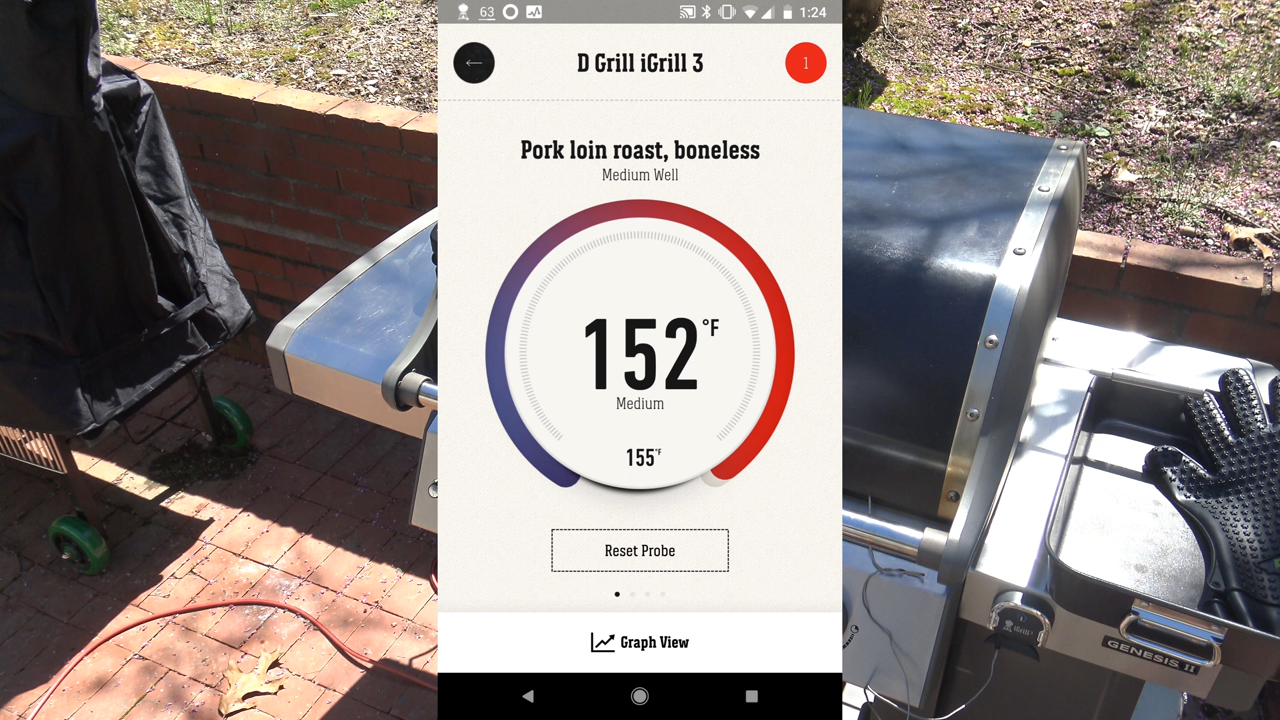 63
1:24
D Grill iGrill 3
1
Pork loin roast, boneless
Medium Well
152°F
Medium
155°F
Reset Probe
Graph View
iGrill
GENESIS II